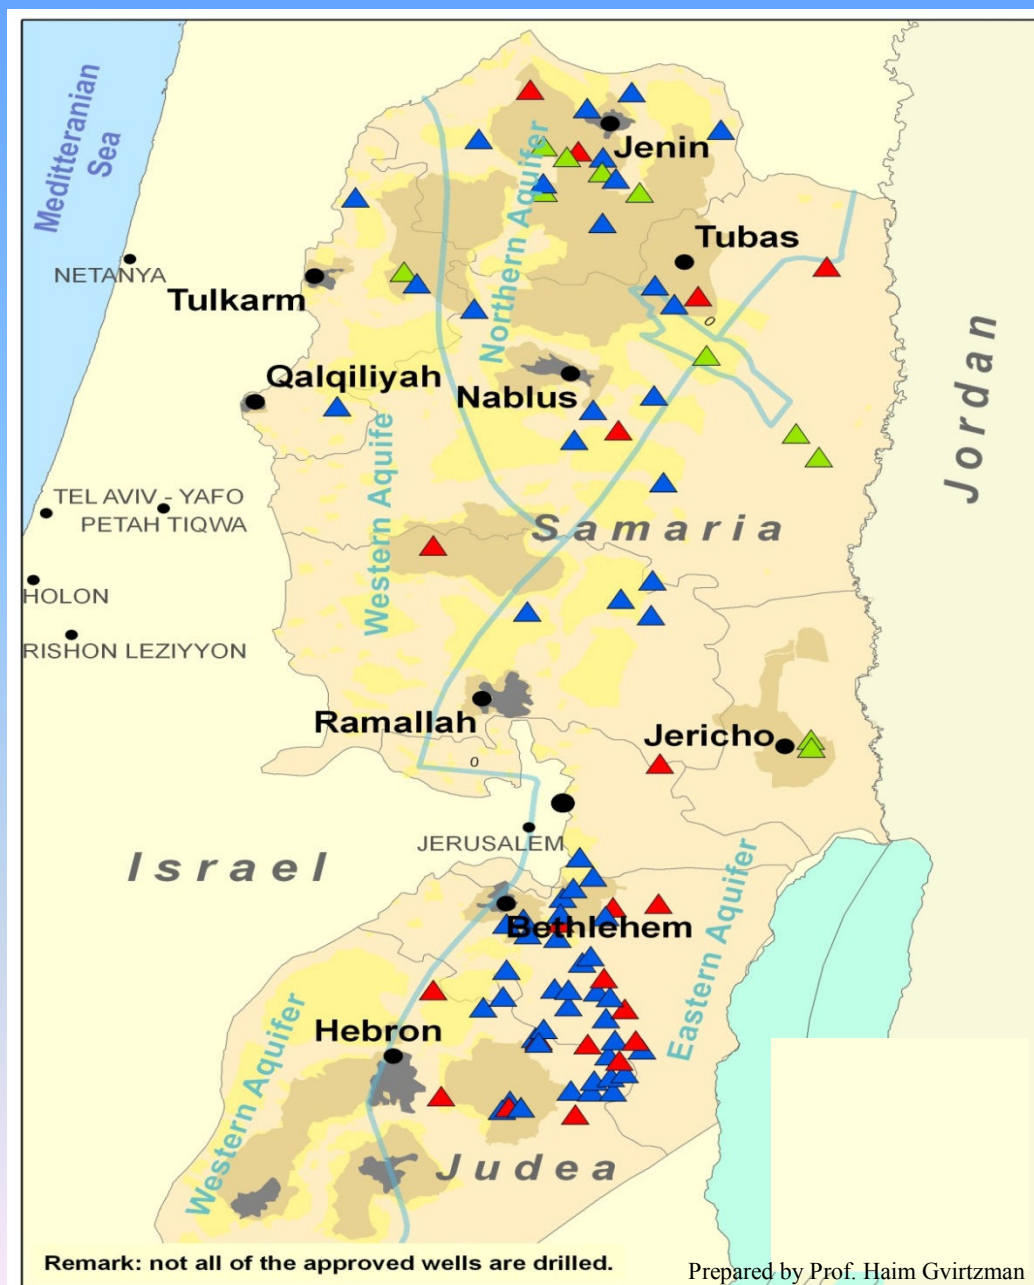 Mediterranian
Sea
Jenin
Northern Aquifer
Tubas
NETANYA
Tulkarm
o
Jordan
Qalqiliyah
Nablus
Western Aquife
TEL AVIV - YAFO
PETAH TIQWA
Samaria
HOLON
RISHON LEZIYYON
Ramallah
Jericho
o
JERUSALEM
Israel
Bethlehem
Eastern Aquifer
Hebron
Western Aquifer
Judea
Remark: not all of the approved wells are drilled.
Prepared by Prof. Haim Gvirtzman